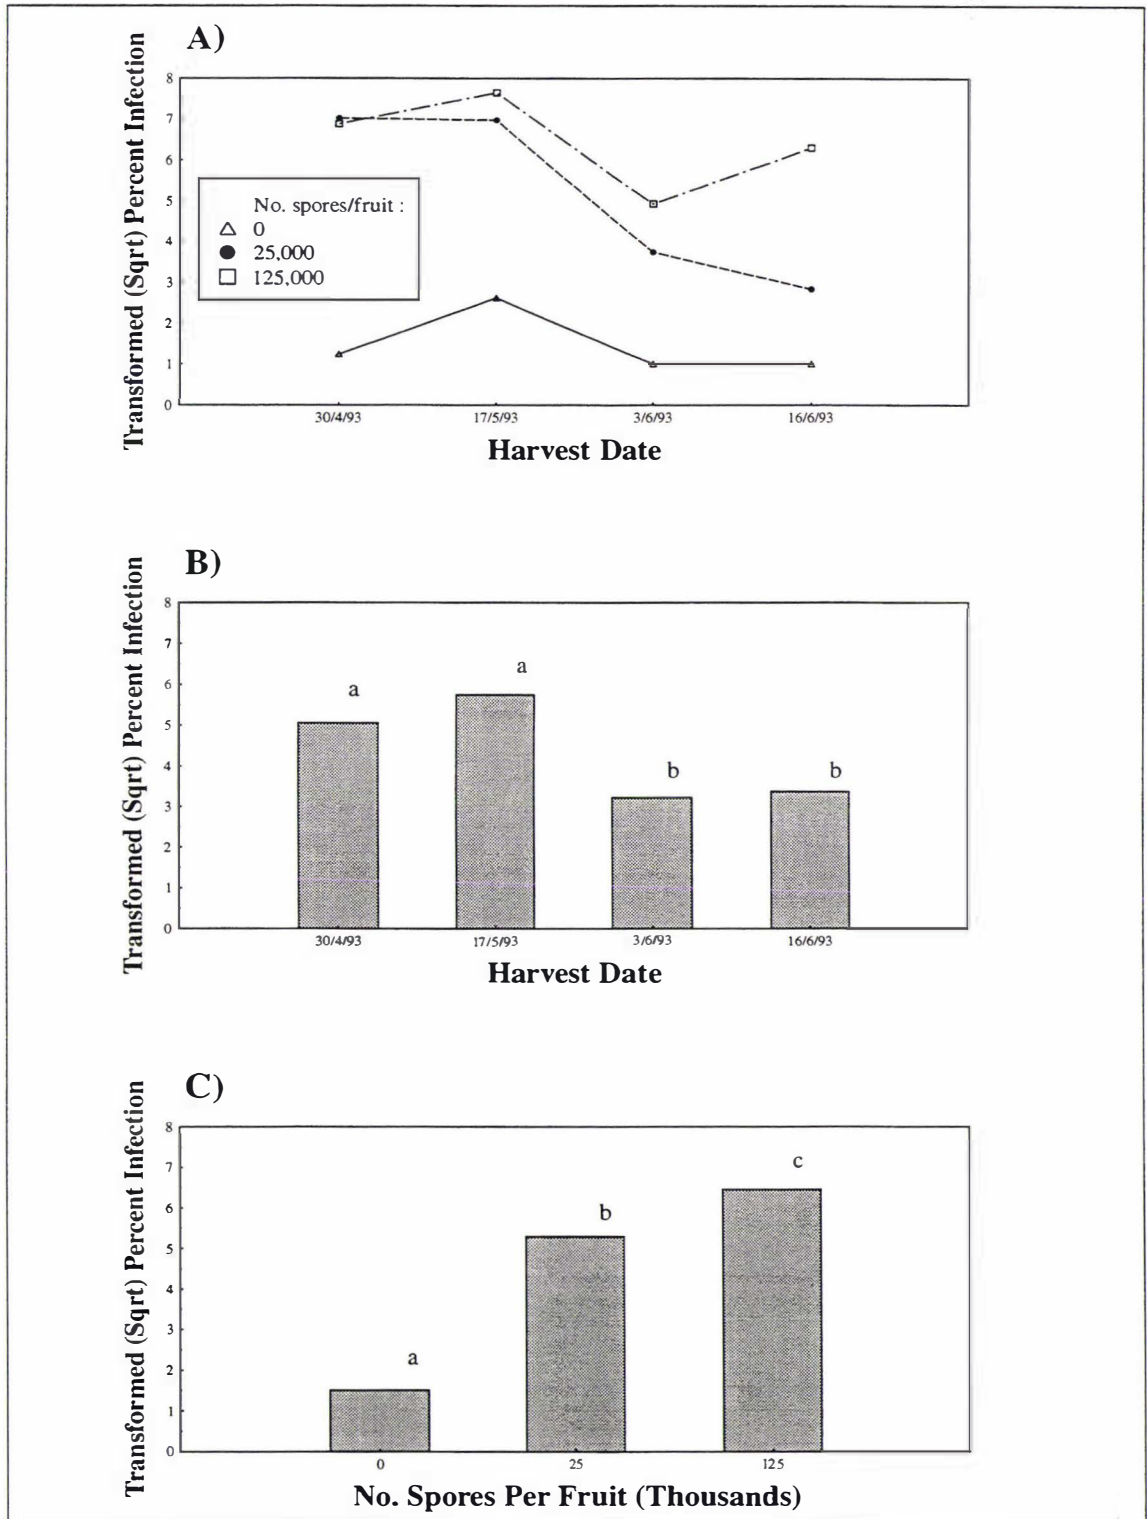 A)
Transformed (Sqrt) Percent Infection
8
7
6
5
4
3
2
1
0
No. spores/fruit :
0
25,000
125,000
30/4/93 17/5/93 3/6/93 16/6/93
Harvest Date
B)
Transformed (Sqrt) Percent Infection
8
7
6
5
4
3
2
1
0
a a b b
30/4/93 17/5/93 3/6/93 16/6/93
Harvest Date
C)
Transformed (Sqrt) Percent Infection
8
7
6
5
4
3
2
1
0
a b c
0 25 125
No. Spores Per Fruit (Thousands)